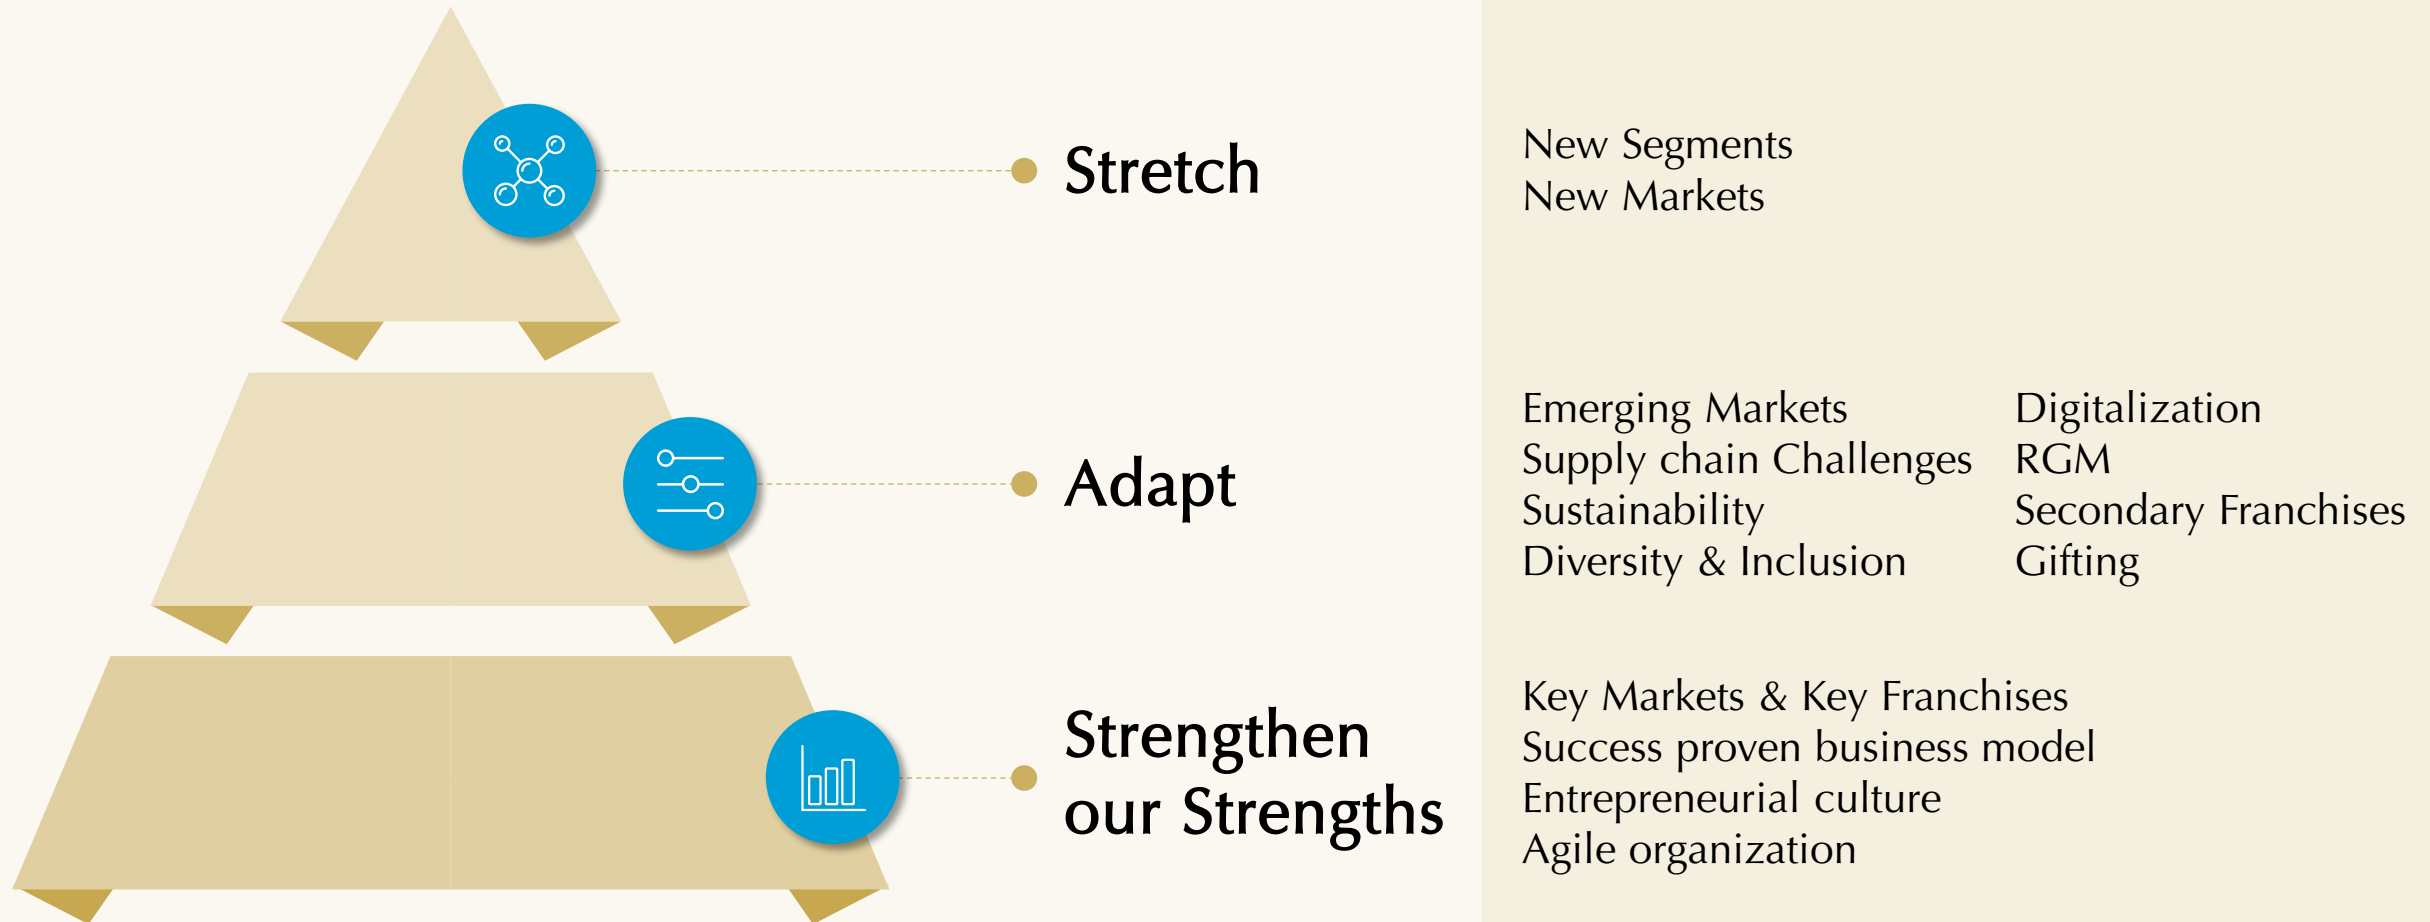 Stretch
New Segments
New Markets
Adapt
Emerging Markets
Supply chain Challenges
Sustainability
Diversity & Inclusion
Digitalization
RGM
Secondary Franchises
Gifting
Strengthen
our Strengths
Key Markets & Key Franchises
Success proven business model
Entrepreneurial culture
Agile organization